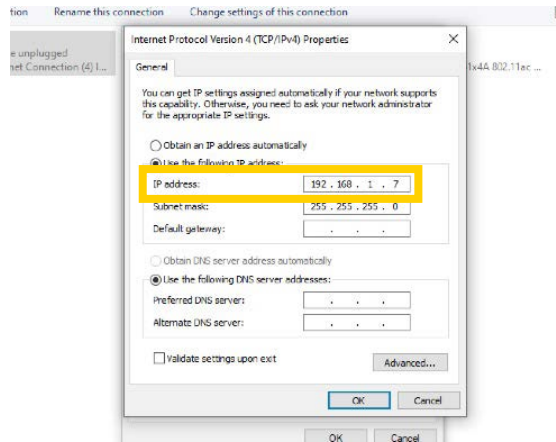 tion Rename this connection Change settings of this connection
Internet Protocol Version 4 (TCP/IPv4) Properties
e unplugged
net Connection (4) I...
1x4A 802.11ac ...
General
You can get IP settings assigned automatically if your network supports
this capability. Otherwise, you need to ask your network administrator
for the appropriate IP settings.
Obtain an IP address automatically
Use the following IP address:
IP address: 192 . 168 . 1 . 7
Subnet mask: 255 . 255 . 255 . 0
Default gateway: . . .
Obtain DNS server address automatically
Use the following DNS server addresses:
Preferred DNS server: . . .
Alternate DNS server: . . .
Validate settings upon exit
Advanced...
OK Cancel
OK Cancel